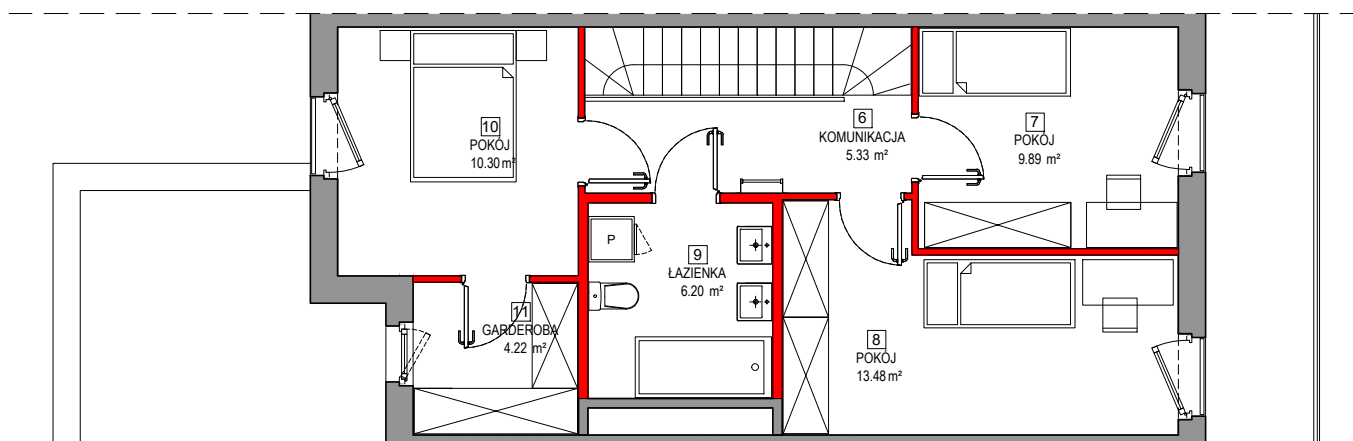 10
POKÓJ
10.30 m²
6
KOMUNIKACJA
5.33 m²
7
POKÓJ
9.89 m²
P
9
ŁAZIENKA
6.20 m²
11
GARDEROBA
4.22 m²
8
POKÓJ
13.48 m²